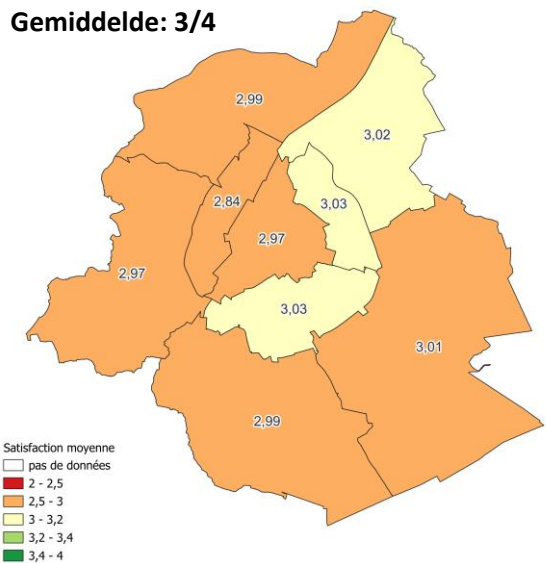 Gemiddelde: 3/4
2,99
3,02
2,84
3,03
2,97
2,97
3,03
3,01
2,99
Satisfaction moyenne
pas de données
2 - 2,5
2,5 - 3
3 - 3,2
3,2 - 3,4
3,4 - 4